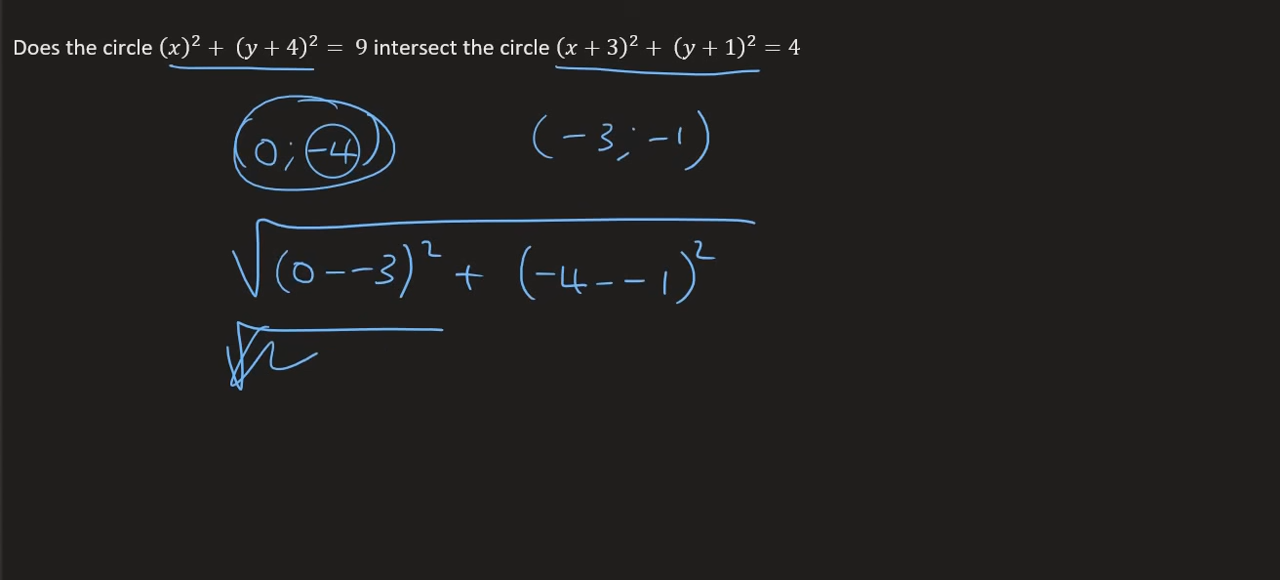 Does the circle (x)² + (y + 4)² = 9 intersect the circle (x + 3)² + (y + 1)² = 4
(0; -4) (-3; -1)
√(0 - -3)² + (-4 - -1)²